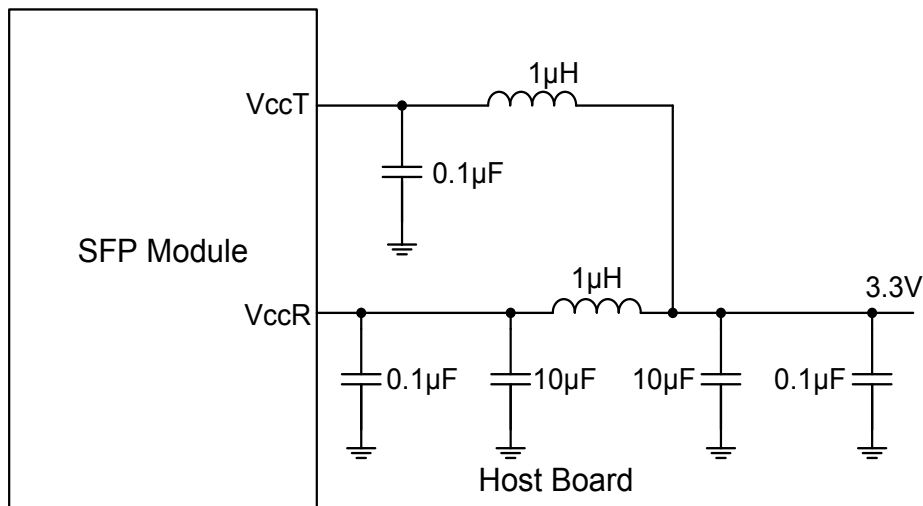 1µH
VccT
0.1µF
SFP Module
1µH
3.3V
VccR
0.1µF
10µF
10µF
0.1µF
Host Board